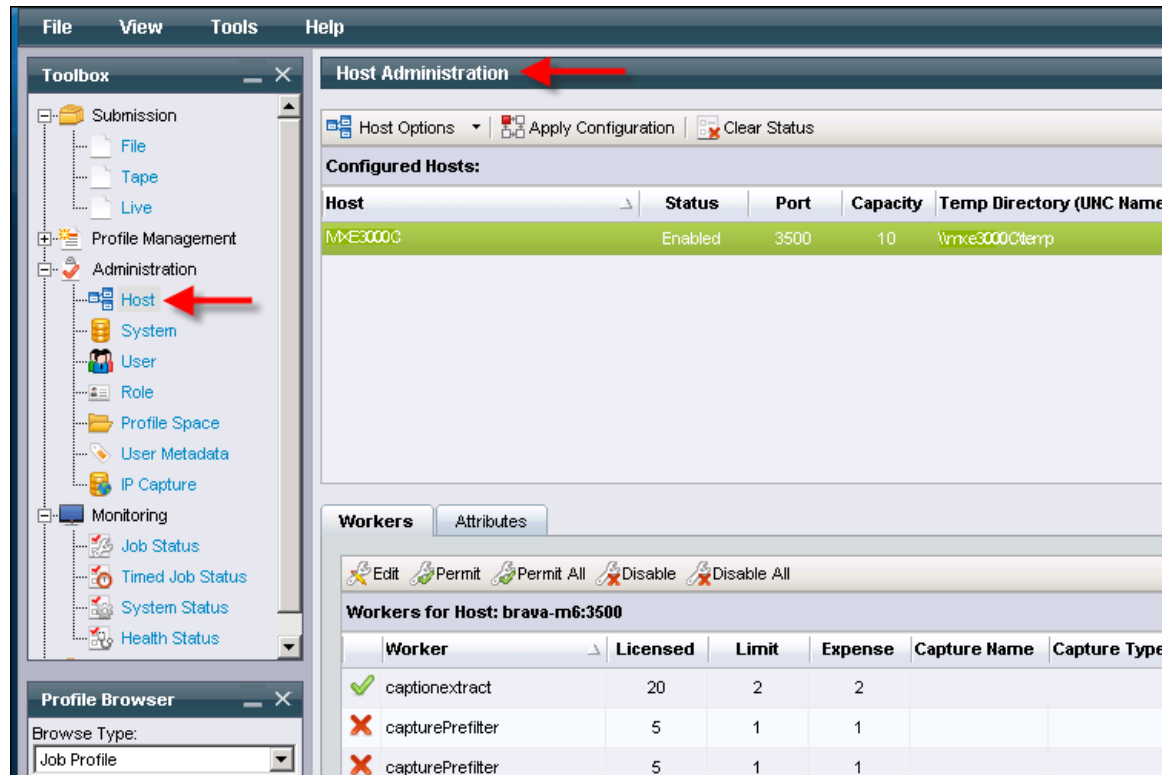 File View Tools Help
Toolbox
Submission
File
Tape
Live
Profile Management
Administration
Host
System
User
Role
Profile Space
User Metadata
IP Capture
Monitoring
Job Status
Timed Job Status
System Status
Health Status
Profile Browser
Browse Type:
Job Profile
Host Administration
Host Options Apply Configuration Clear Status
Configured Hosts:
Host Status Port Capacity Temp Directory (UNC Name
MXE3000C Enabled 3500 10 \\mxe3000C\temp
Workers Attributes
Edit Permit Permit All Disable Disable All
Workers for Host: brava-m6:3500
Worker Licensed Limit Expense Capture Name Capture Type
captionextract 20 2 2
capturePrefilter 5 1 1
capturePrefilter 5 1 1